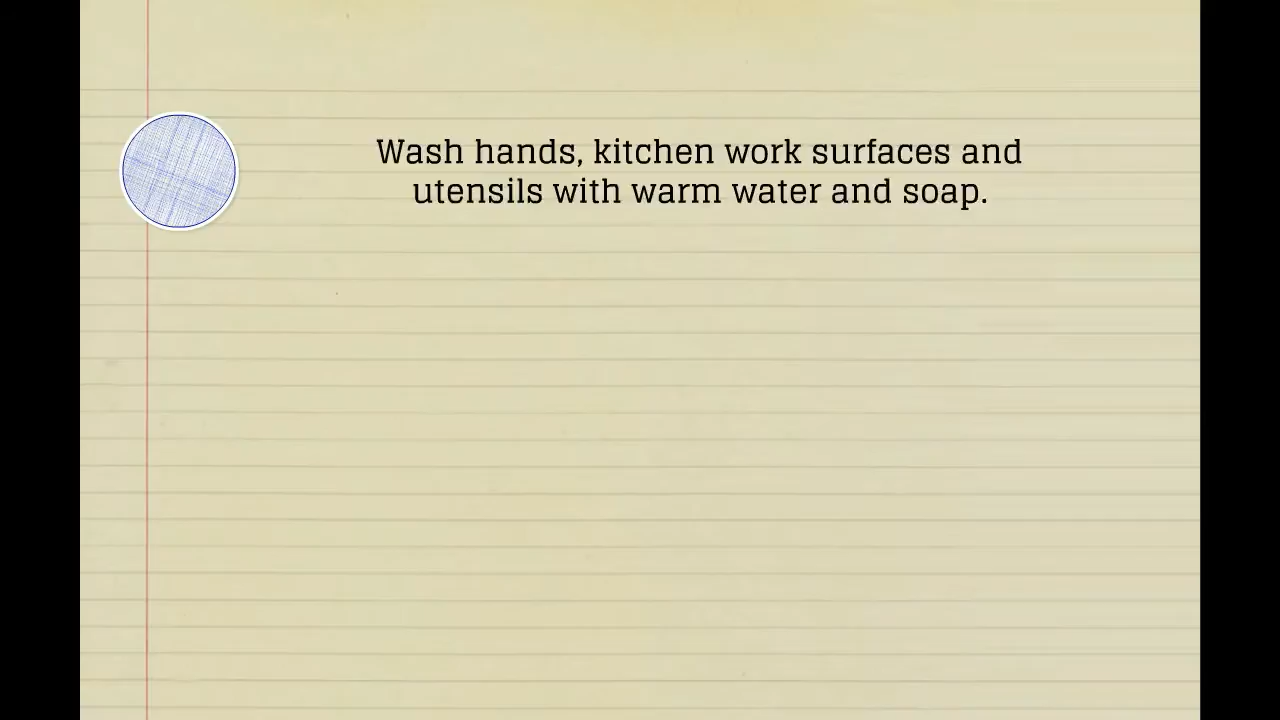 Wash hands, kitchen work surfaces and
utensils with warm water and soap.